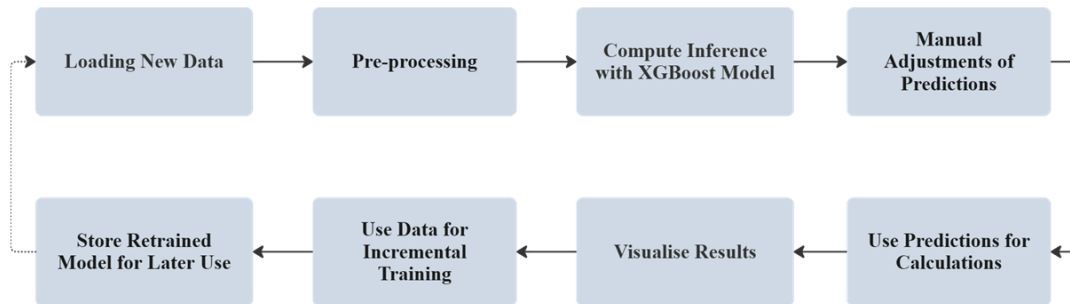 Loading New Data
Pre-processing
Compute Inference
with XGBoost Model
Manual
Adjustments of
Predictions
Store Retrained
Model for Later Use
Use Data for
Incremental
Training
Visualise Results
Use Predictions for
Calculations